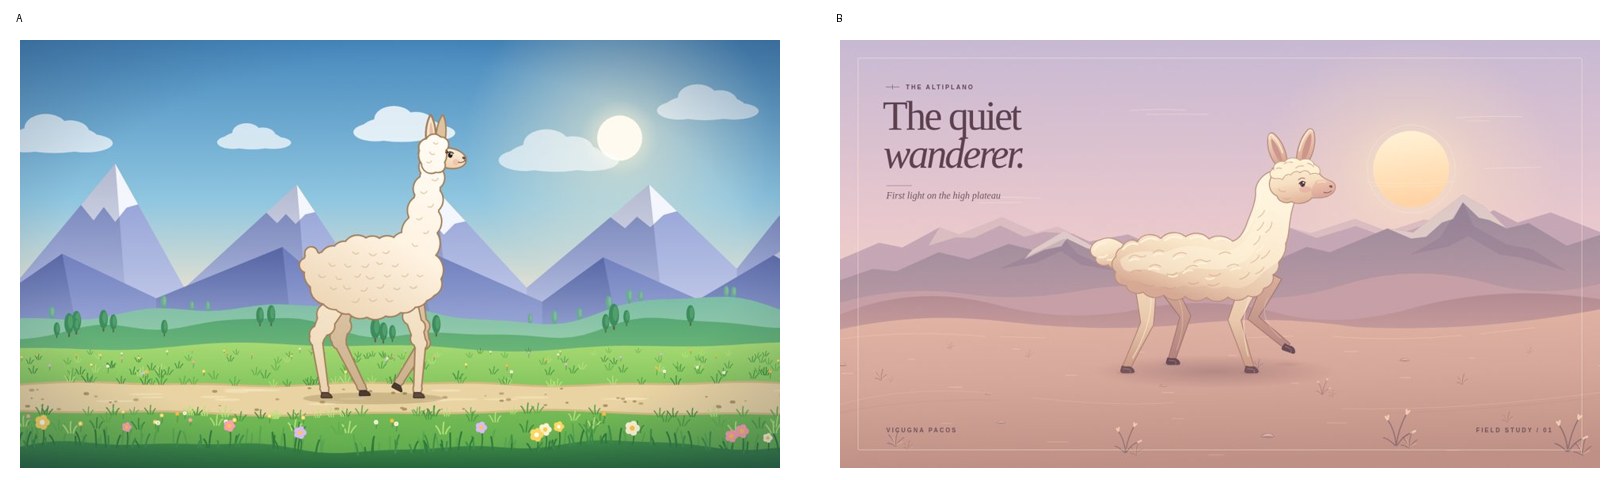 A
B
THE ALTIPLANO
The quiet
wanderer.
First light on the high plateau
VICUGNA PACOS
FIELD STUDY / 01